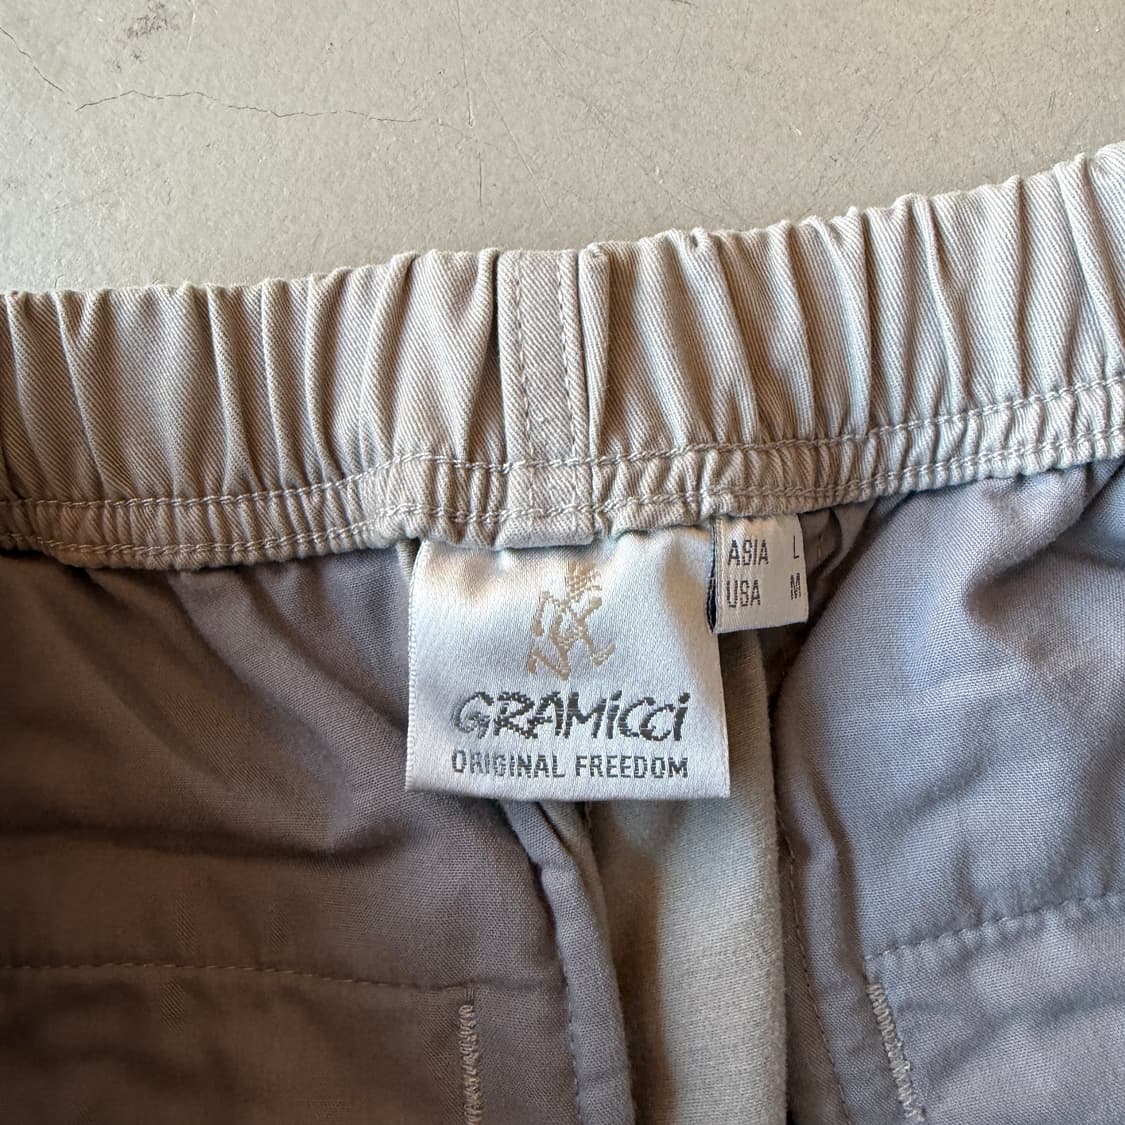 GRAMiCCi
ORIGINAL FREEDOM
ASIA L
USA M